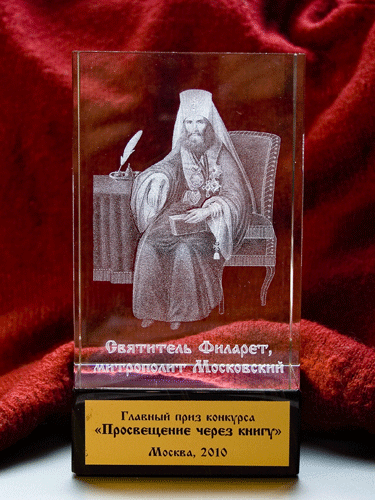 Святитель Филарет,
митрополит Московский
Главный приз конкурса
«Просвещение через книгу»
Москва, 2010